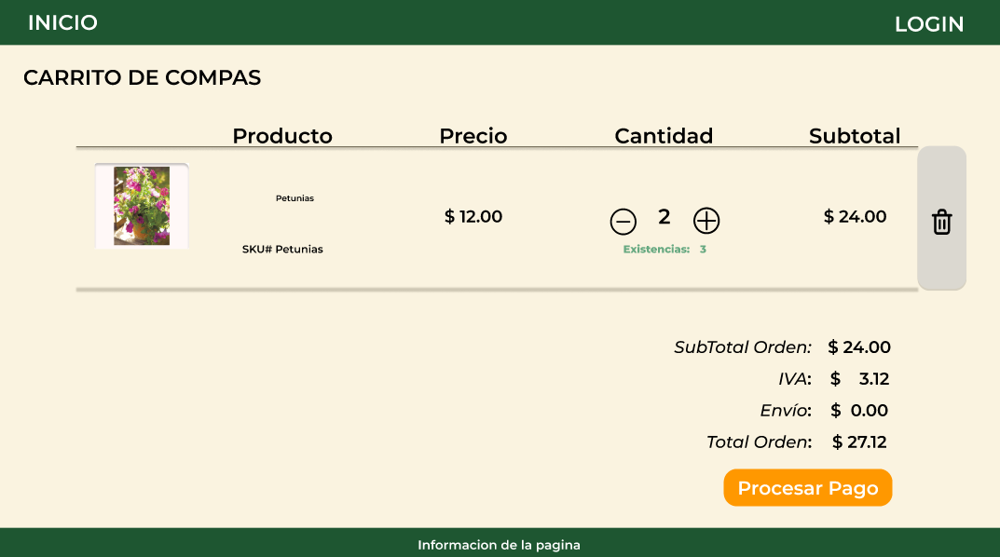 INICIO
LOGIN
CARRITO DE COMPAS
Producto Precio Cantidad Subtotal
Petunias
$ 12.00 2 $ 24.00
SKU# Petunias
Existencias: 3
SubTotal Orden: $ 24.00
IVA: $ 3.12
Envío: $ 0.00
Total Orden: $ 27.12
Procesar Pago
Informacion de la pagina